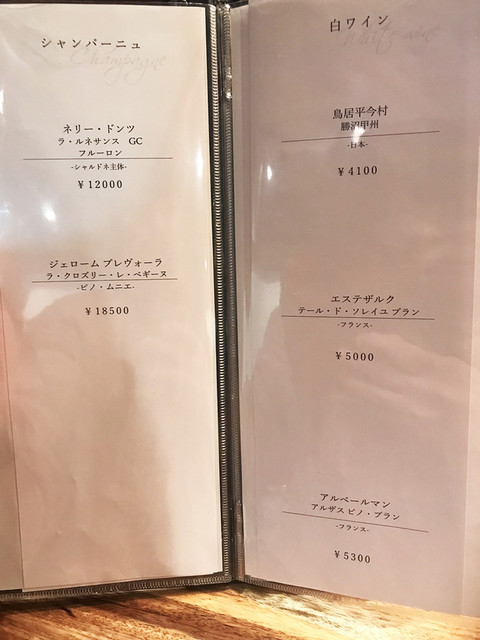 シャンパーニュ
Champagne
ネリー・ドンツ
ラ・ルネサンス GC
フルーロン
-シャルドネ主体-
￥12000
ジェローム プレヴォーラ
ラ・クロズリー・レ・ベギーヌ
-ピノ・ムニエ-
￥18500
白ワイン
White wine
鳥居平今村
勝沼甲州
-日本-
￥4100
エステザルク
テール・ド・ソレイユ ブラン
-フランス-
￥5000
アルベールマン
アルザス ピノ・ブラン
-フランス-
￥5300